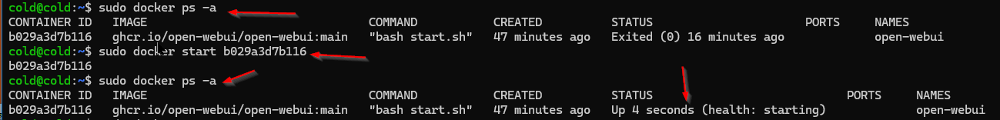 cold@cold:~$ sudo docker ps -a
CONTAINER ID IMAGE COMMAND CREATED STATUS PORTS NAMES
b029a3d7b116 ghcr.io/open-webui/open-webui:main "bash start.sh" 47 minutes ago Exited (0) 16 minutes ago open-webui
cold@cold:~$ sudo docker start b029a3d7b116
b029a3d7b116
cold@cold:~$ sudo docker ps -a
CONTAINER ID IMAGE COMMAND CREATED STATUS PORTS NAMES
b029a3d7b116 ghcr.io/open-webui/open-webui:main "bash start.sh" 47 minutes ago Up 4 seconds (health: starting) open-webui